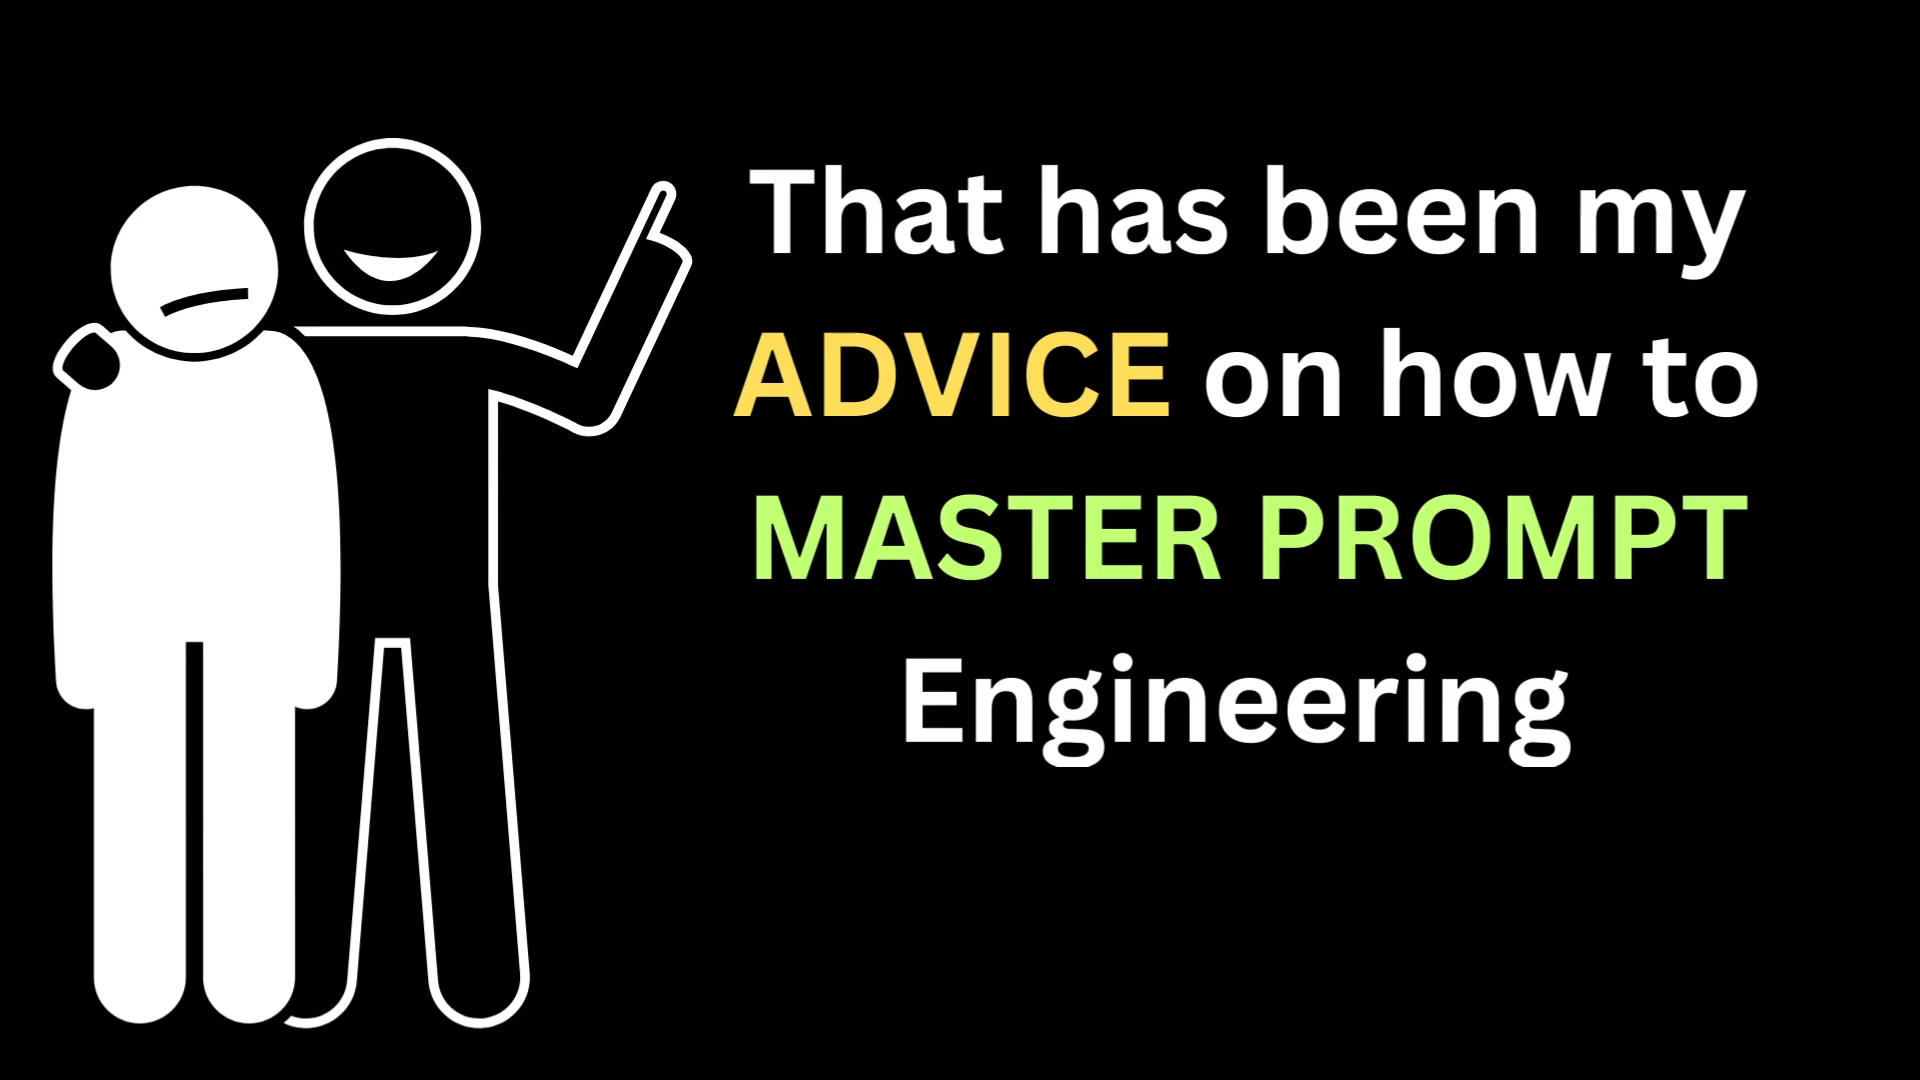 That has been my
ADVICE on how to
MASTER PROMPT
Engineering